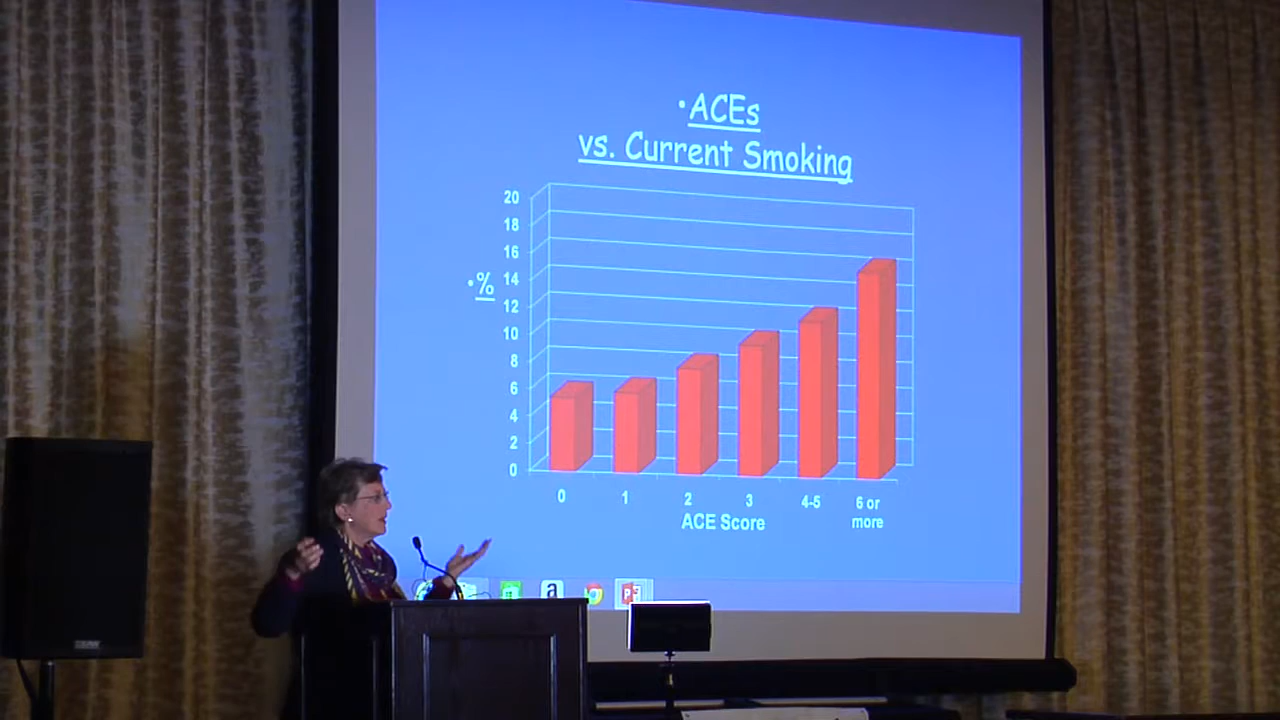 •ACEs
vs. Current Smoking
20
18
16
14
12
10
8
6
4
2
0
•%
0 1 2 3 4-5 6 or more
ACE Score
a
P